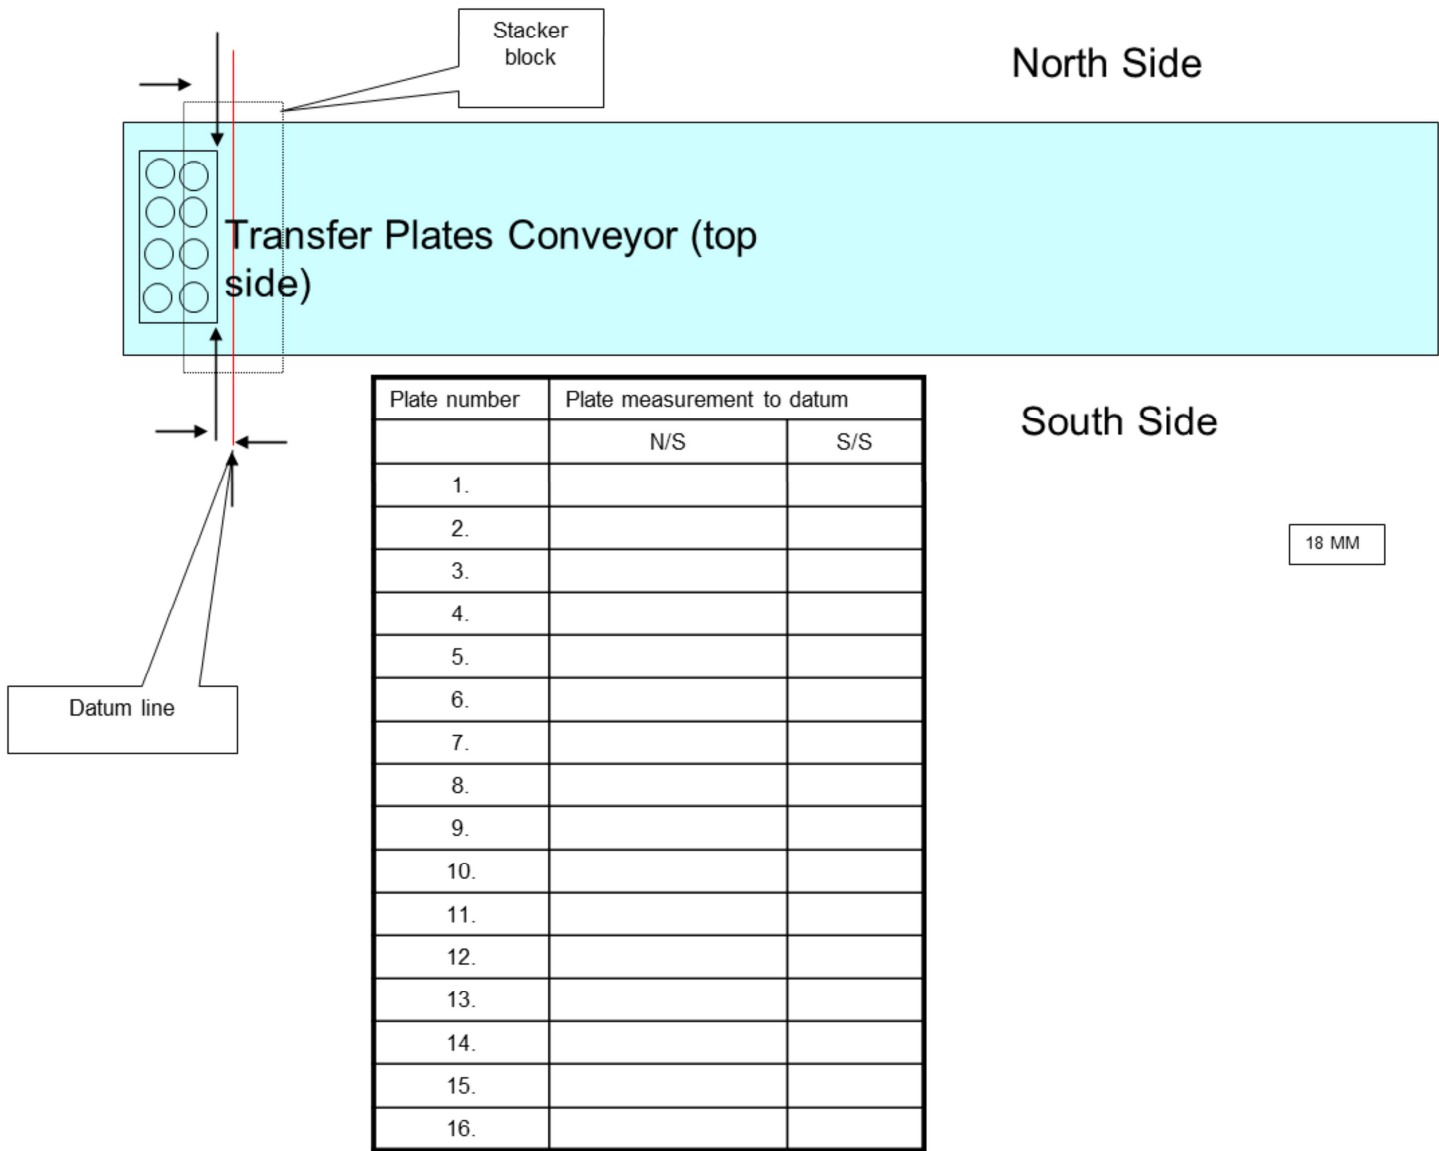 Stacker
block
North Side
Transfer Plates Conveyor (top
side)
South Side
18 MM
Datum line
Plate number Plate measurement to datum
N/S S/S
1.
2.
3.
4.
5.
6.
7.
8.
9.
10.
11.
12.
13.
14.
15.
16.